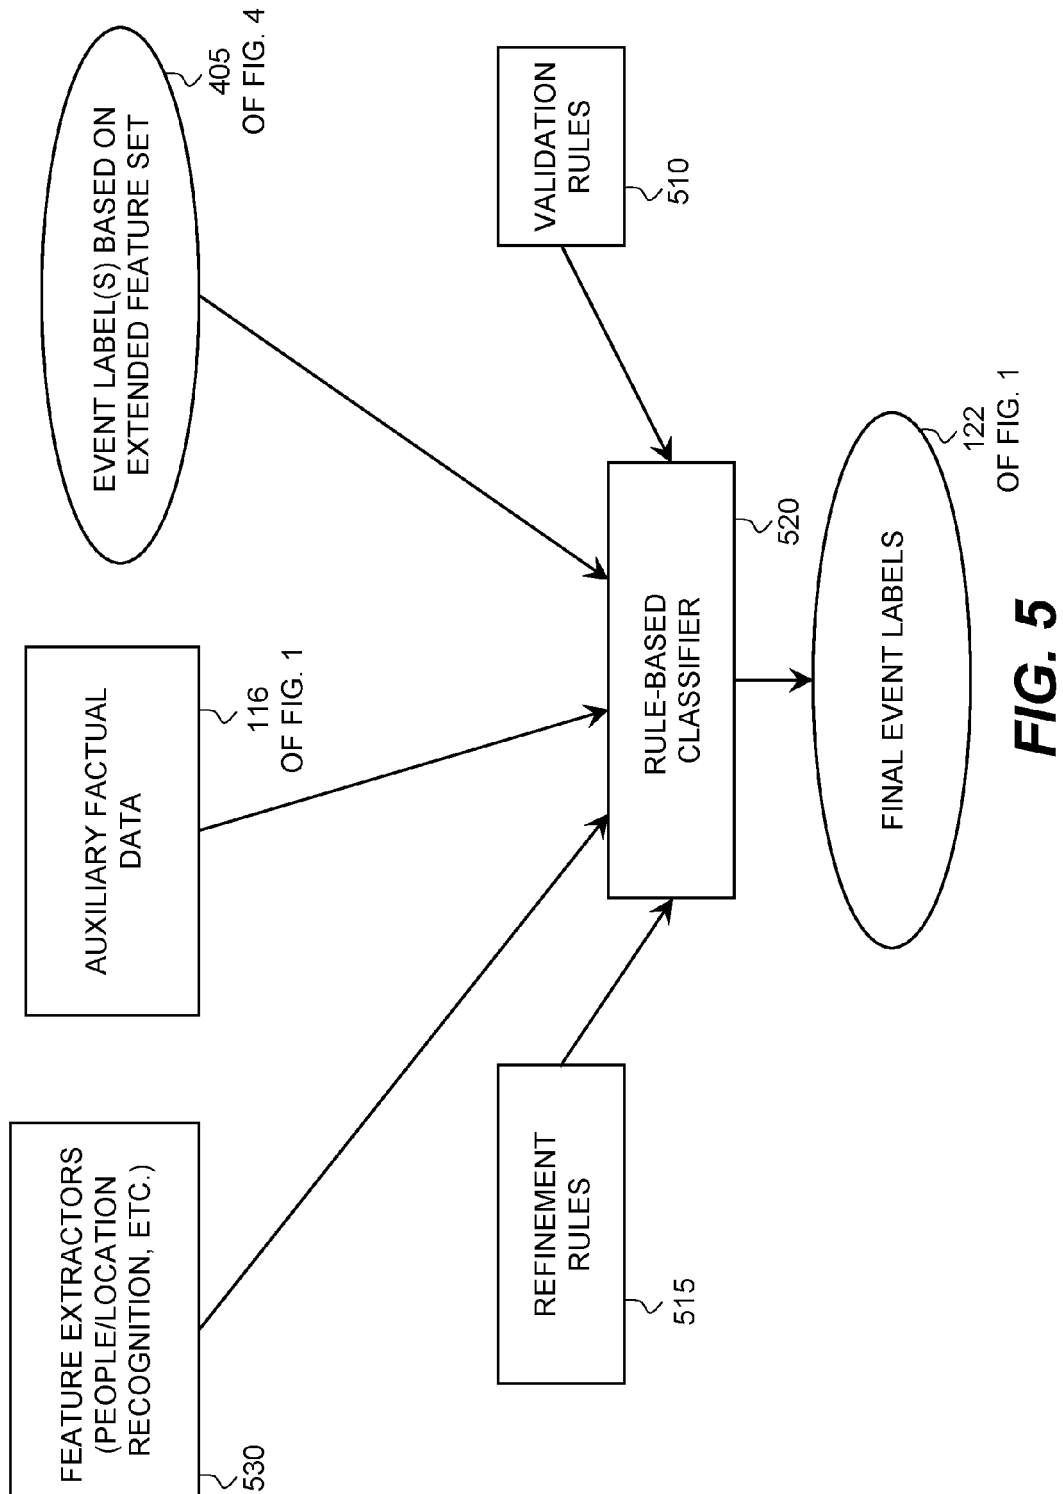 FEATURE EXTRACTORS
(PEOPLE/LOCATION
RECOGNITION, ETC.)
530
AUXILIARY FACTUAL
DATA
116
OF FIG. 1
EVENT LABEL(S) BASED ON
EXTENDED FEATURE SET
405
OF FIG. 4
REFINEMENT
RULES
515
VALIDATION
RULES
510
RULE-BASED
CLASSIFIER
520
FINAL EVENT LABELS
122
OF FIG. 1
FIG. 5